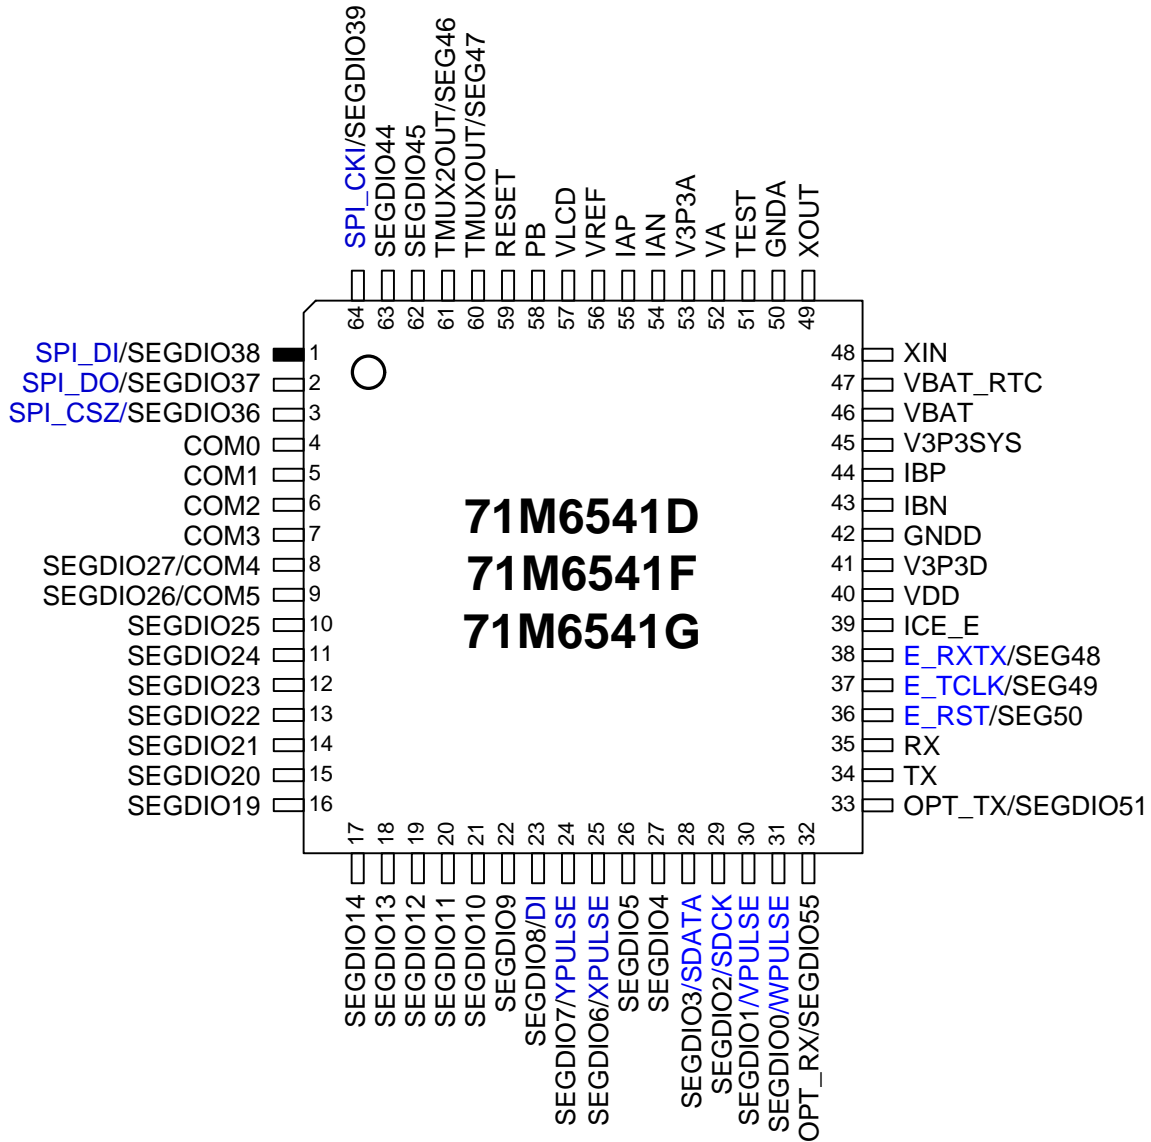 SPI_CKI/SEGDIO39
SEGDIO44
SEGDIO45
TMUX2OUT/SEG46
TMUXOUT/SEG47
RESET
PB
VLCD
VREF
IAP
IAN
V3P3A
VA
TEST
GNDA
XOUT
64
63
62
61
60
59
58
57
56
55
54
53
52
51
50
49
SPI_DI/SEGDIO38 1
SPI_DO/SEGDIO37 2
SPI_CSZ/SEGDIO36 3
COM0 4
COM1 5
COM2 6
COM3 7
SEGDIO27/COM4 8
SEGDIO26/COM5 9
SEGDIO25 10
SEGDIO24 11
SEGDIO23 12
SEGDIO22 13
SEGDIO21 14
SEGDIO20 15
SEGDIO19 16
71M6541D
71M6541F
71M6541G
48 XIN
47 VBAT_RTC
46 VBAT
45 V3P3SYS
44 IBP
43 IBN
42 GNDD
41 V3P3D
40 VDD
39 ICE_E
38 E_RXTX/SEG48
37 E_TCLK/SEG49
36 E_RST/SEG50
35 RX
34 TX
33 OPT_TX/SEGDIO51
17
18
19
20
21
22
23
24
25
26
27
28
29
30
31
32
SEGDIO14
SEGDIO13
SEGDIO12
SEGDIO11
SEGDIO10
SEGDIO9
SEGDIO8/DI
SEGDIO7/YPULSE
SEGDIO6/XPULSE
SEGDIO5
SEGDIO4
SEGDIO3/SDATA
SEGDIO2/SDCK
SEGDIO1/VPULSE
SEGDIO0/WPULSE
OPT_RX/SEGDIO55